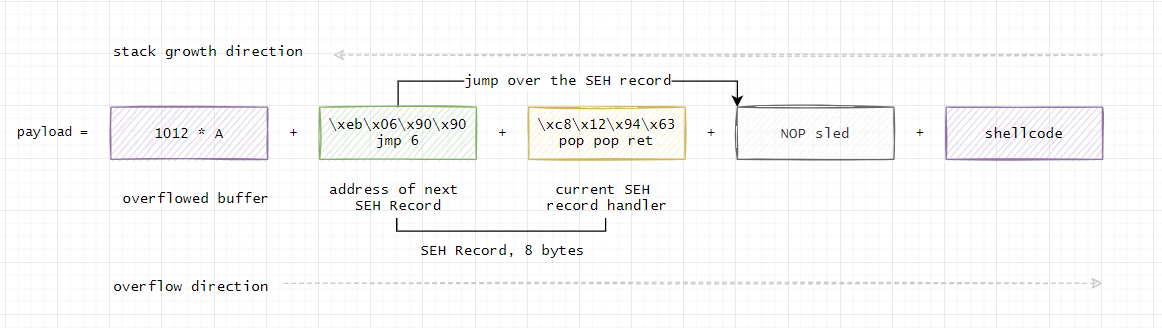 stack growth direction
jump over the SEH record
payload =
1012 * A
+
\xeb\x06\x90\x90
jmp 6
+
\xc8\x12\x94\x63
pop pop ret
+
NOP sled
+
shellcode
overflowed buffer
address of next
SEH Record
current SEH
record handler
SEH Record, 8 bytes
overflow direction